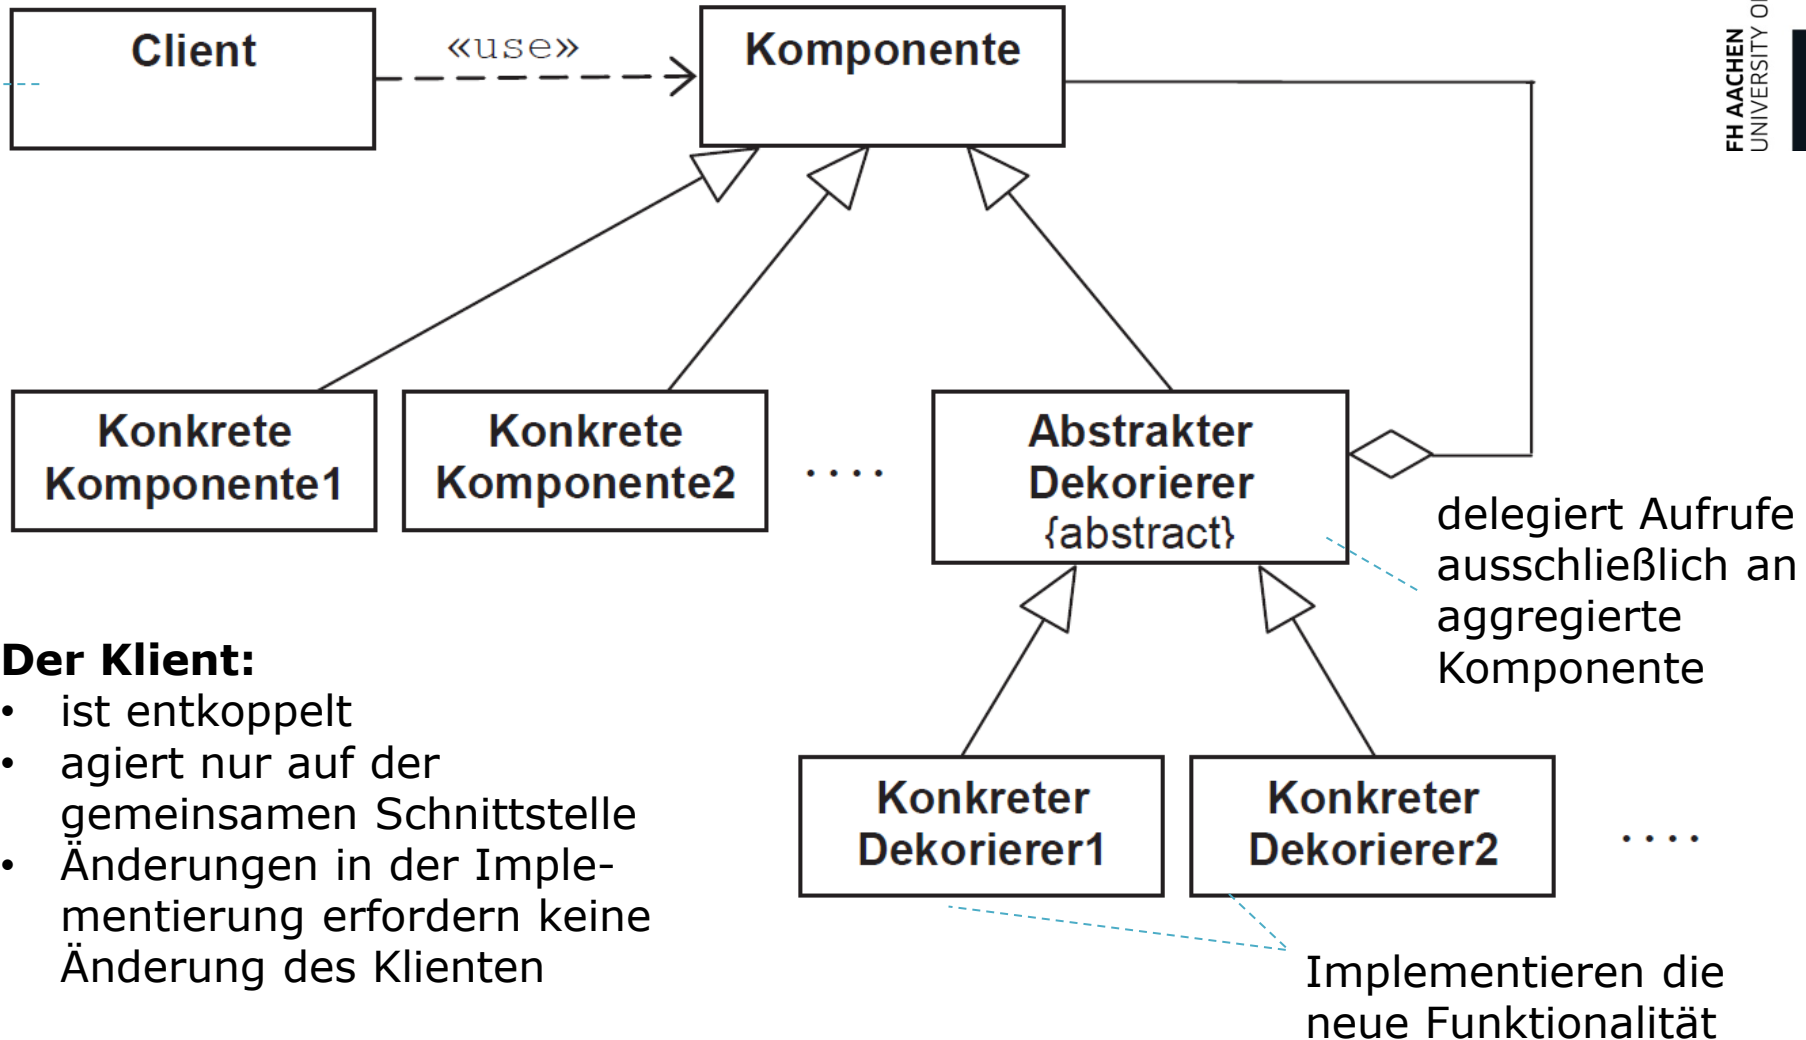 Client
«use»
Komponente
FH AACHEN
UNIVERSITY
Konkrete
Komponente1
Konkrete
Komponente2
....
Abstrakter
Dekorierer
{abstract}
delegiert Aufrufe
ausschließlich an
aggregierte
Komponente
Der Klient:
• ist entkoppelt
• agiert nur auf der
gemeinsamen Schnittstelle
• Änderungen in der Imple-
mentierung erfordern keine
Änderung des Klienten
Konkreter
Dekorierer1
Konkreter
Dekorierer2
....
Implementieren die
neue Funktionalität